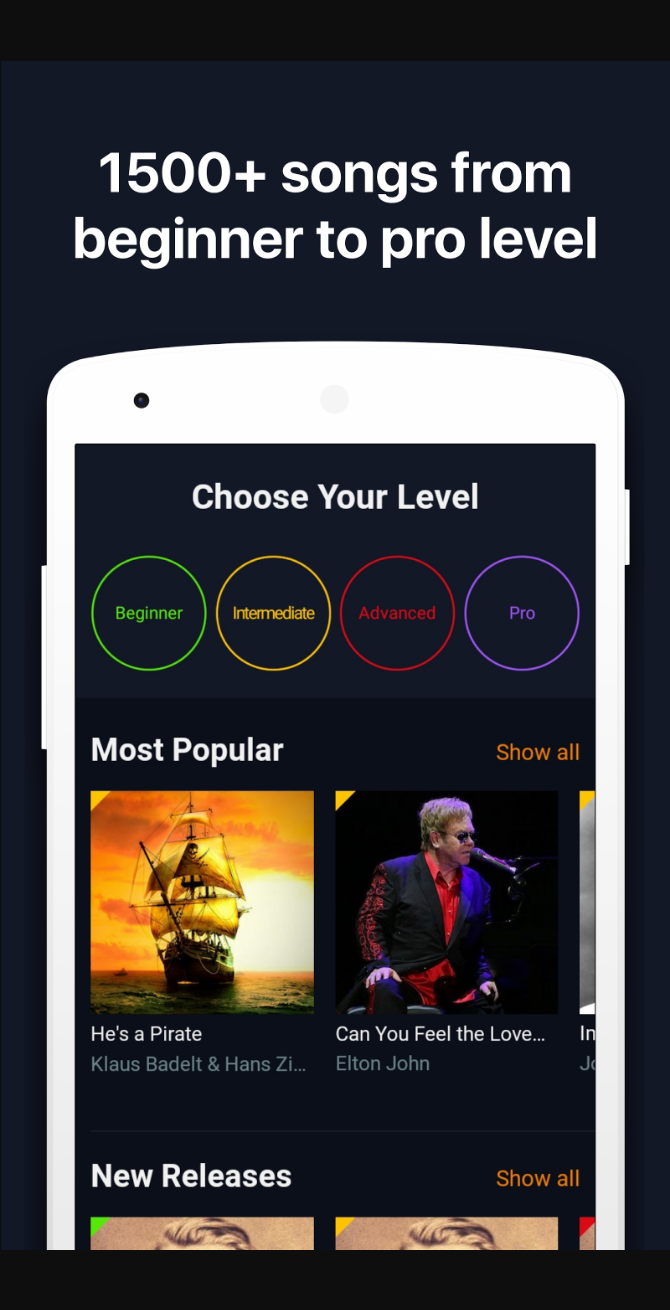 1500+ songs from
beginner to pro level
Choose Your Level
Beginner Intermediate Advanced Pro
Most Popular Show all
He's a Pirate Can You Feel the Love... In
Klaus Badelt & Hans Zi... Elton John Jo
New Releases Show all